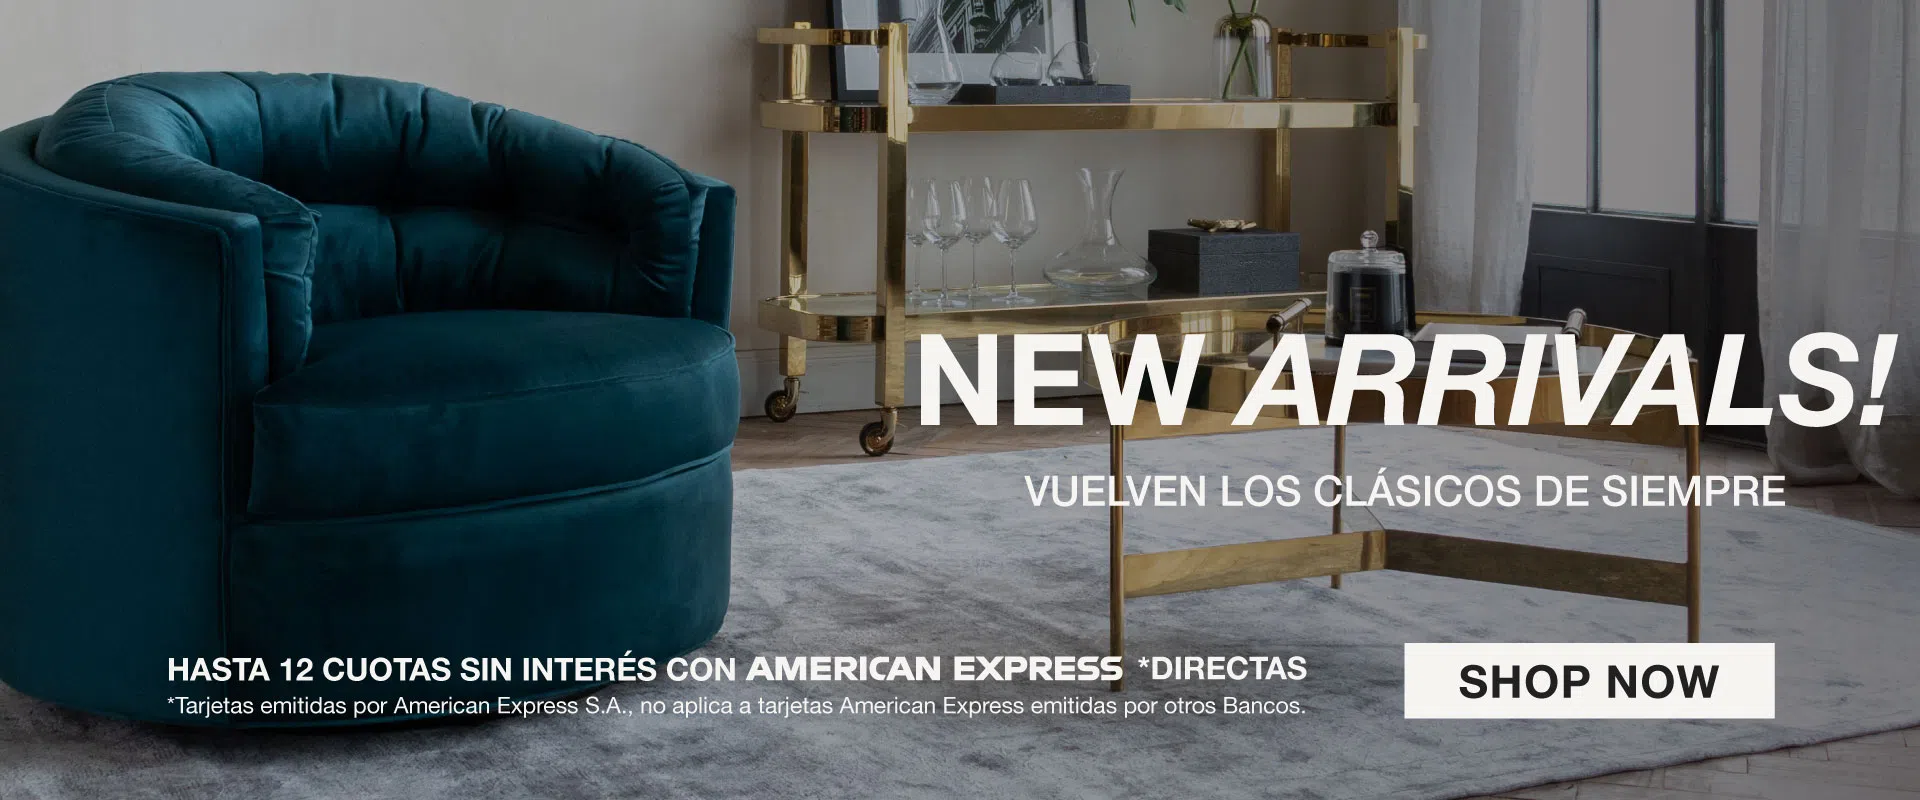 NEW ARRIVALS!
VUELVEN LOS CLÁSICOS DE SIEMPRE
HASTA 12 CUOTAS SIN INTERÉS CON AMERICAN EXPRESS *DIRECTAS
*Tarjetas emitidas por American Express S.A., no aplica a tarjetas American Express emitidas por otros Bancos.
SHOP NOW